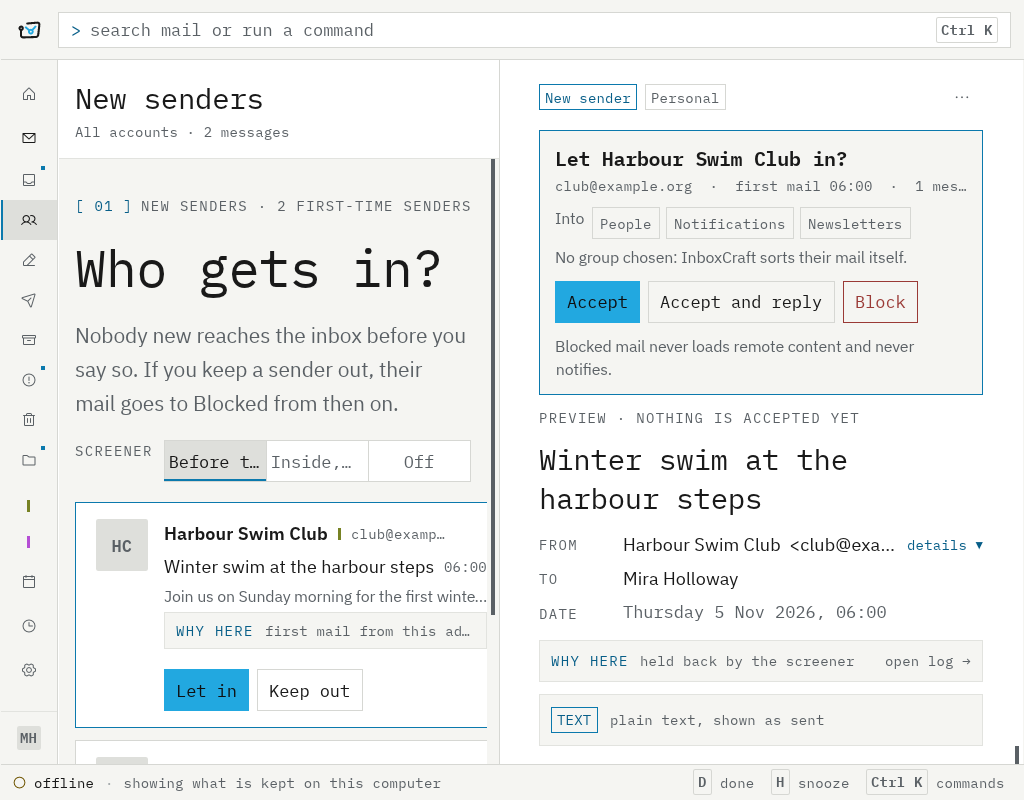 > search mail or run a command
Ctrl K
New senders
All accounts · 2 messages
[ 01 ] NEW SENDERS · 2 FIRST-TIME SENDERS
Who gets in?
Nobody new reaches the inbox before you
say so. If you keep a sender out, their
mail goes to Blocked from then on.
SCREENER
Before t…
Inside,…
Off
HC
Harbour Swim Club
club@examp…
Winter swim at the harbour steps 06:00
Join us on Sunday morning for the first winte…
WHY HERE first mail from this ad…
Let in
Keep out
New sender
Personal
...
Let Harbour Swim Club in?
club@example.org · first mail 06:00 · 1 mes…
Into People Notifications Newsletters
No group chosen: InboxCraft sorts their mail itself.
Accept
Accept and reply
Block
Blocked mail never loads remote content and never
notifies.
PREVIEW · NOTHING IS ACCEPTED YET
Winter swim at the
harbour steps
FROM Harbour Swim Club <club@exa… details ▾
TO Mira Holloway
DATE Thursday 5 Nov 2026, 06:00
WHY HERE held back by the screener open log →
TEXT plain text, shown as sent
MH
offline · showing what is kept on this computer
D done H snooze Ctrl K commands